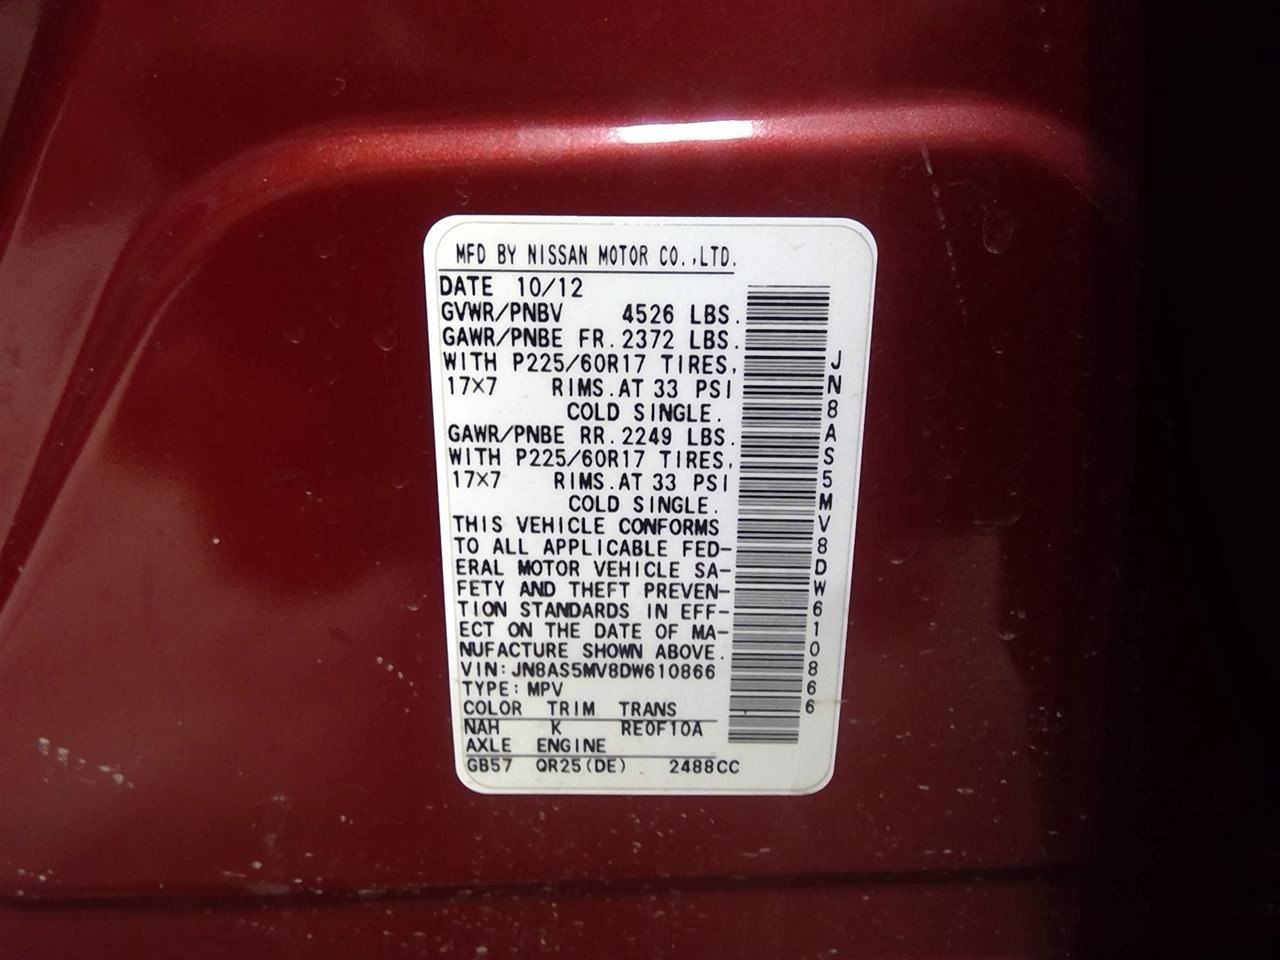 MFD BY NISSAN MOTOR CO.,LTD.
DATE 10/12
GVWR/PNBV 4526 LBS.
GAWR/PNBE FR.2372 LBS.
WITH P225/60R17 TIRES,
17×7 RIMS.AT 33 PSI
COLD SINGLE.
GAWR/PNBE RR.2249 LBS.
WITH P225/60R17 TIRES,
17×7 RIMS.AT 33 PSI
COLD SINGLE.
THIS VEHICLE CONFORMS
TO ALL APPLICABLE FED-
ERAL MOTOR VEHICLE SA-
FETY AND THEFT PREVEN-
TION STANDARDS IN EFF-
ECT ON THE DATE OF MA-
NUFACTURE SHOWN ABOVE.
VIN:JN8AS5MV8DW610866
TYPE:MPV
COLOR TRIM TRANS
NAH K RE0F10A
AXLE ENGINE
GB57 QR25(DE) 2488CC
JN8AS5MV8DW610866